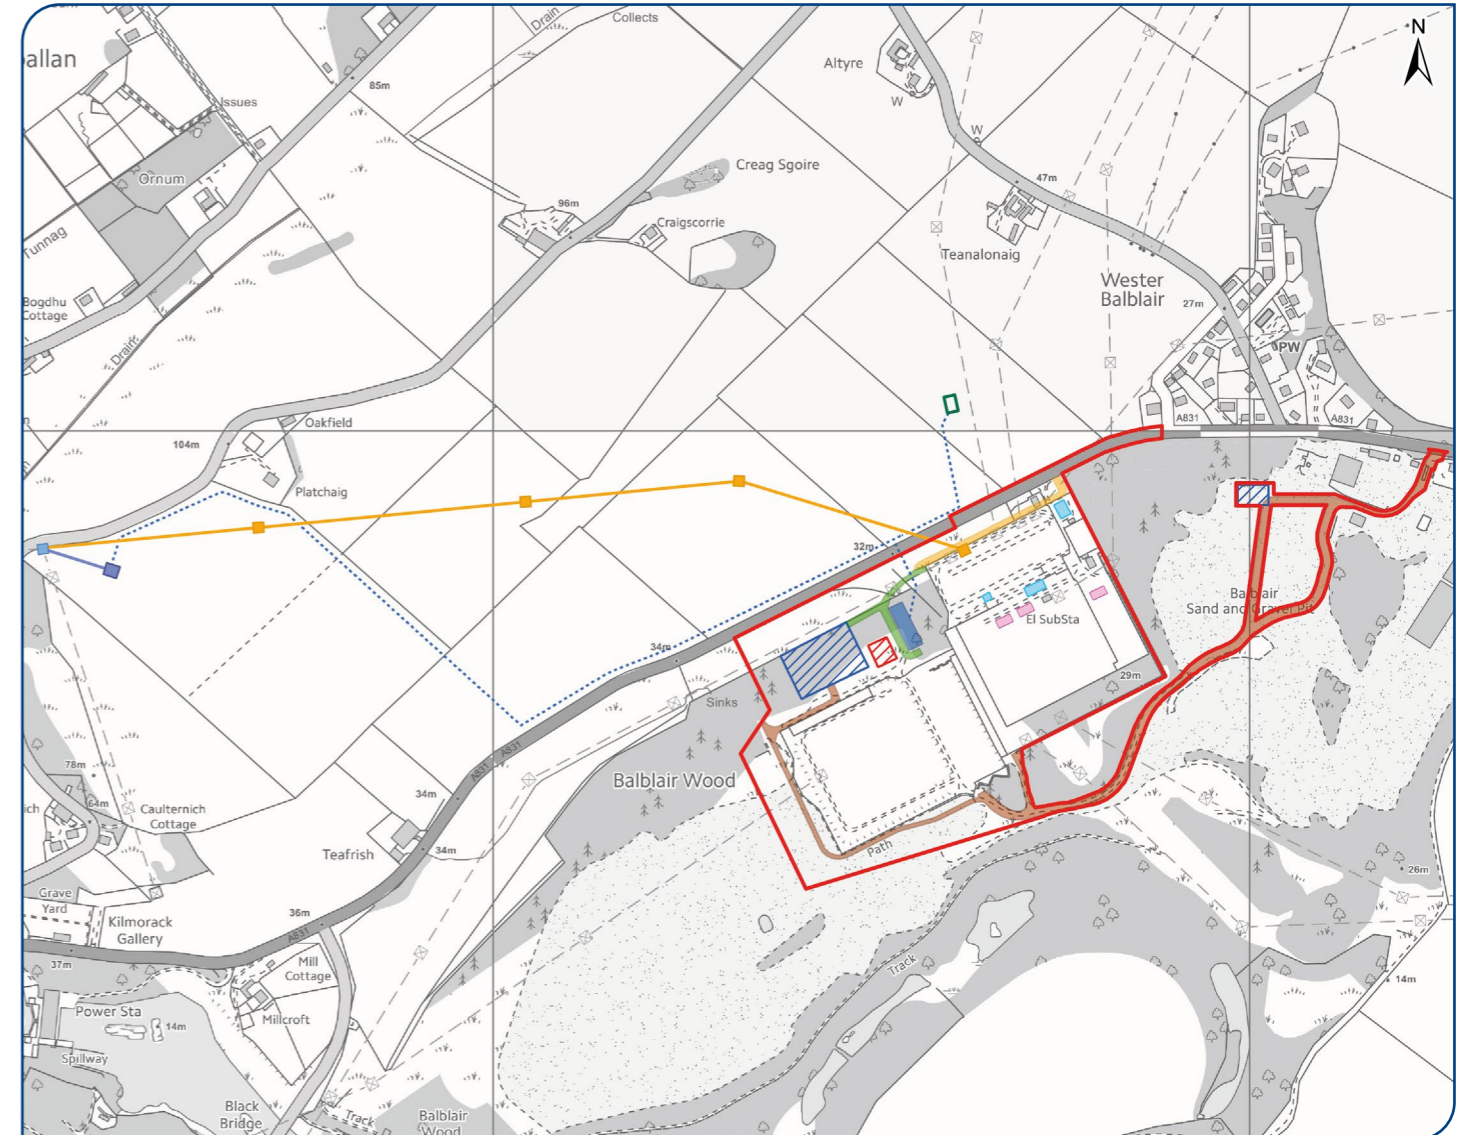 Drain
Collects
N
allan
85m
Altyre
W
Issues
W
Creag Sgoire
Ornum
47m
96m
Craigscorrie
Tunnag
Teanalonaig
Wester
Balblair
27m
Bogdhu
Cottage
Drain
PW
A831
A831
Oakfield
104m
Platchaig
32m
Balblair
Sand and Gravel Pit
El SubSta
34m
29m
Sinks
A831
78m
Balblair Wood
34m
64m
Caulternich
Cottage
ich
Teafrish
34m
Path
26m
Grave
Yard
36m
Kilmorack
Gallery
A831
37m
Mill
Cottage
Track
14m
Power Sta
14m
Millcroft
Spillway
Black
Bridge
Track
Balblair
Wood